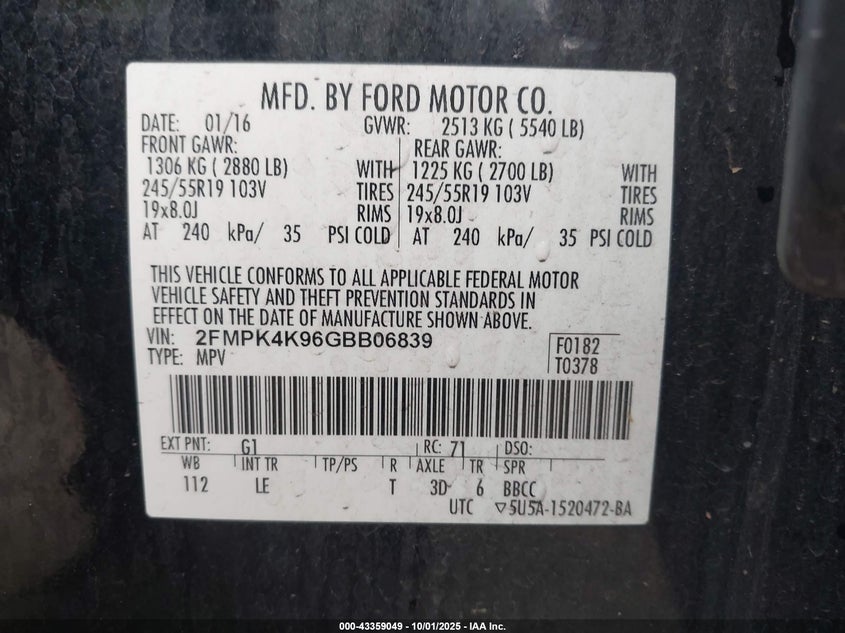 MFD. BY FORD MOTOR CO.
DATE: 01/16 GVWR: 2513 KG ( 5540 LB)
FRONT GAWR: REAR GAWR:
1306 KG ( 2880 LB) WITH 1225 KG ( 2700 LB) WITH
245/55R19 103V TIRES 245/55R19 103V TIRES
19x8.0J RIMS 19x8.0J RIMS
AT 240 kPa/ 35 PSI COLD AT 240 kPa/ 35 PSI COLD
THIS VEHICLE CONFORMS TO ALL APPLICABLE FEDERAL MOTOR
VEHICLE SAFETY AND THEFT PREVENTION STANDARDS IN
EFFECT ON THE DATE OF MANUFACTURE SHOWN ABOVE.
VIN: 2FMPK4K96GBB06839 F0182
TYPE: MPV T0378
EXT PNT: G1 RC: 71 DSO:
WB INT TR TP/PS R AXLE TR SPR
112 LE T 3D 6 BBCC
UTC ▽5U5A-1520472-BA
000-43359049 - 10/01/2025 - IAA Inc.